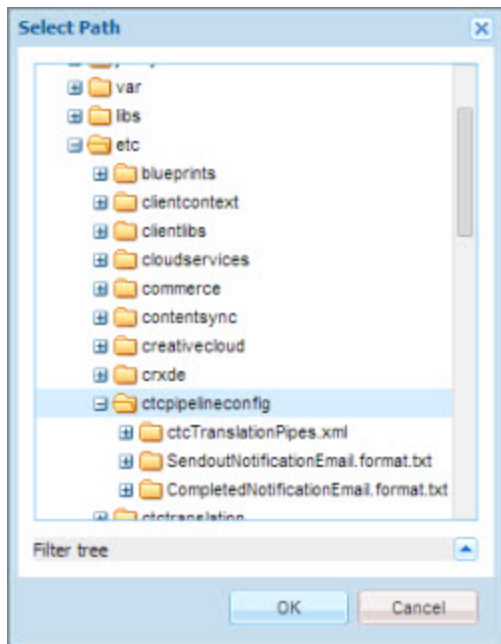 Select Path
var
libs
etc
blueprints
clientcontext
clientlibs
cloudservices
commerce
contentsync
creativecloud
crxde
ctcpipelineconfig
ctcTranslationPipes.xml
SendoutNotificationEmail.format.txt
CompletedNotificationEmail.format.txt
ctctranslation
Filter tree
OK
Cancel